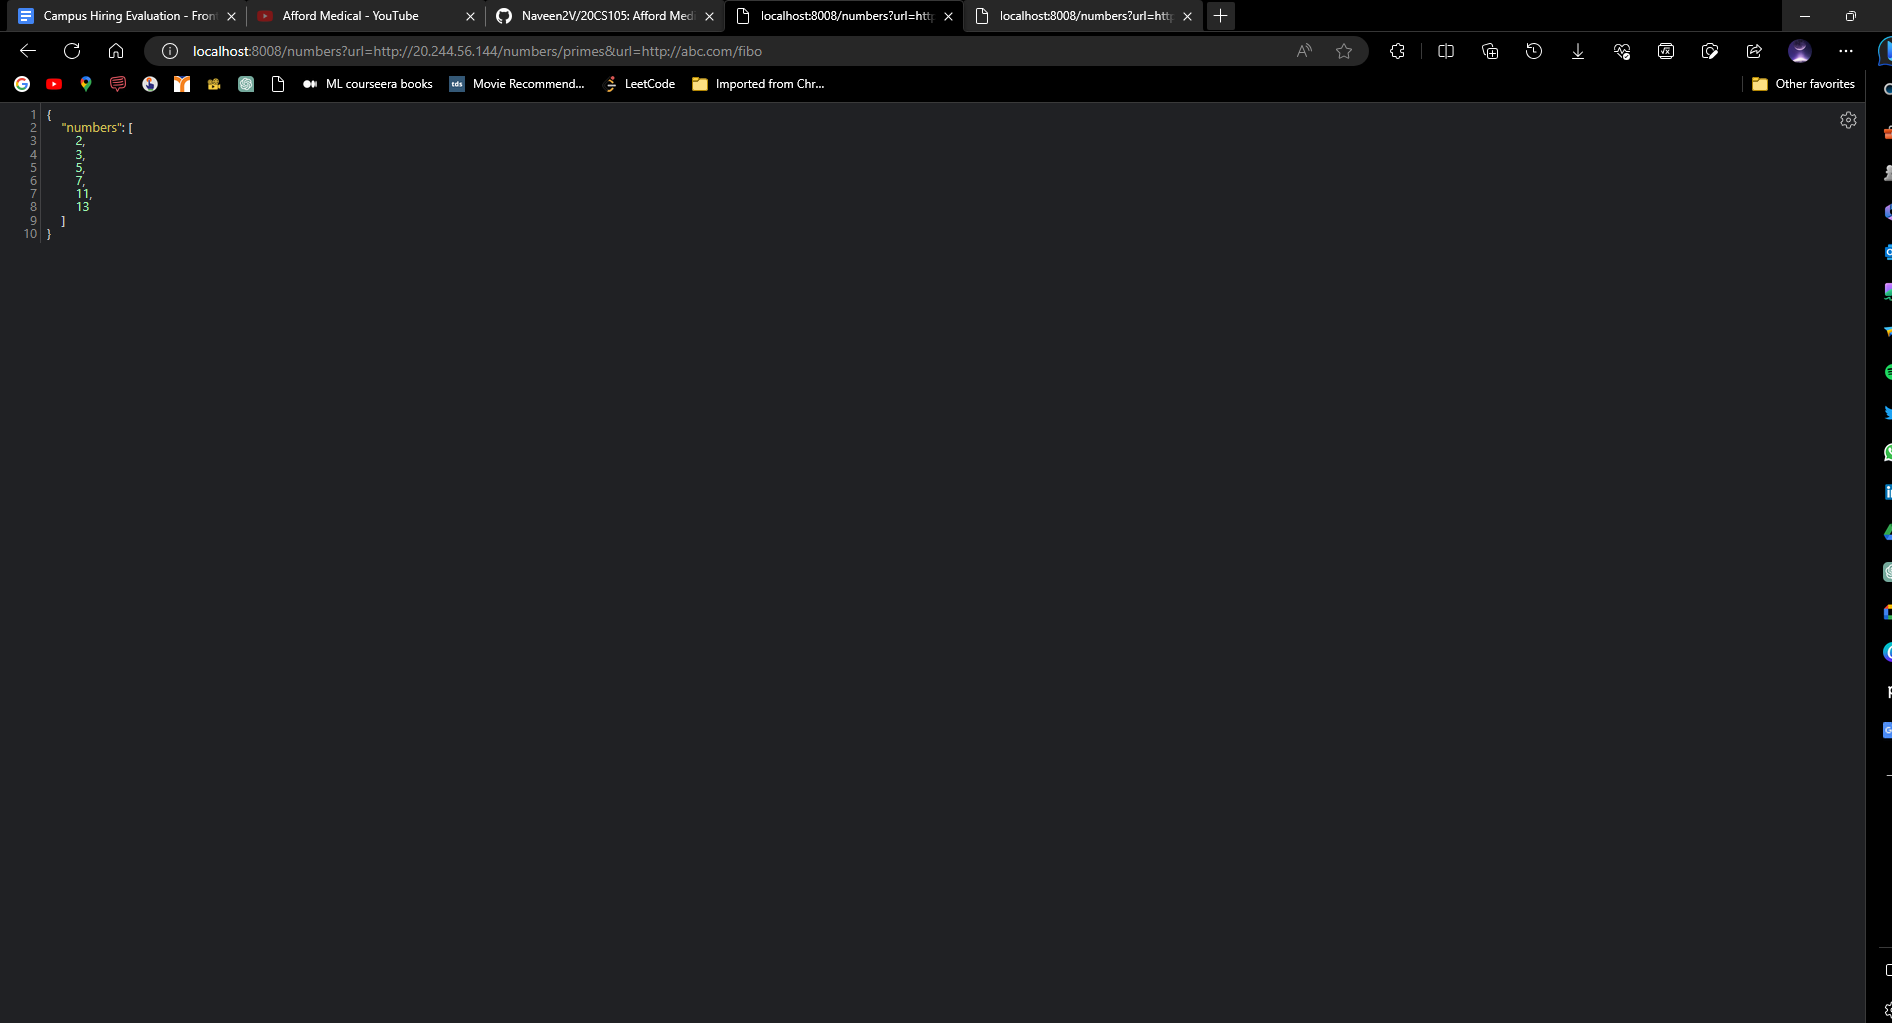 Campus Hiring Evaluation - Fron
Afford Medical - YouTube
Naveen2V/20CS105: Afford Medi
localhost:8008/numbers?url=http
localhost:8008/numbers?url=http
localhost:8008/numbers?url=http://20.244.56.144/numbers/primes&url=http://abc.com/fibo
ML courseera books
tds Movie Recommend...
LeetCode
Imported from Chr...
Other favorites
1 {
2 "numbers": [
3 2,
4 3,
5 5,
6 7,
7 11,
8 13
9 ]
10 }